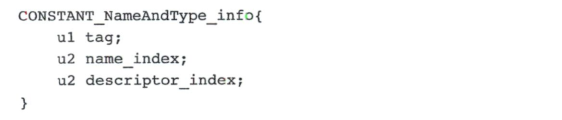 CONSTANT_NameAndType_info{
u1 tag;
u2 name_index;
u2 descriptor_index;
}